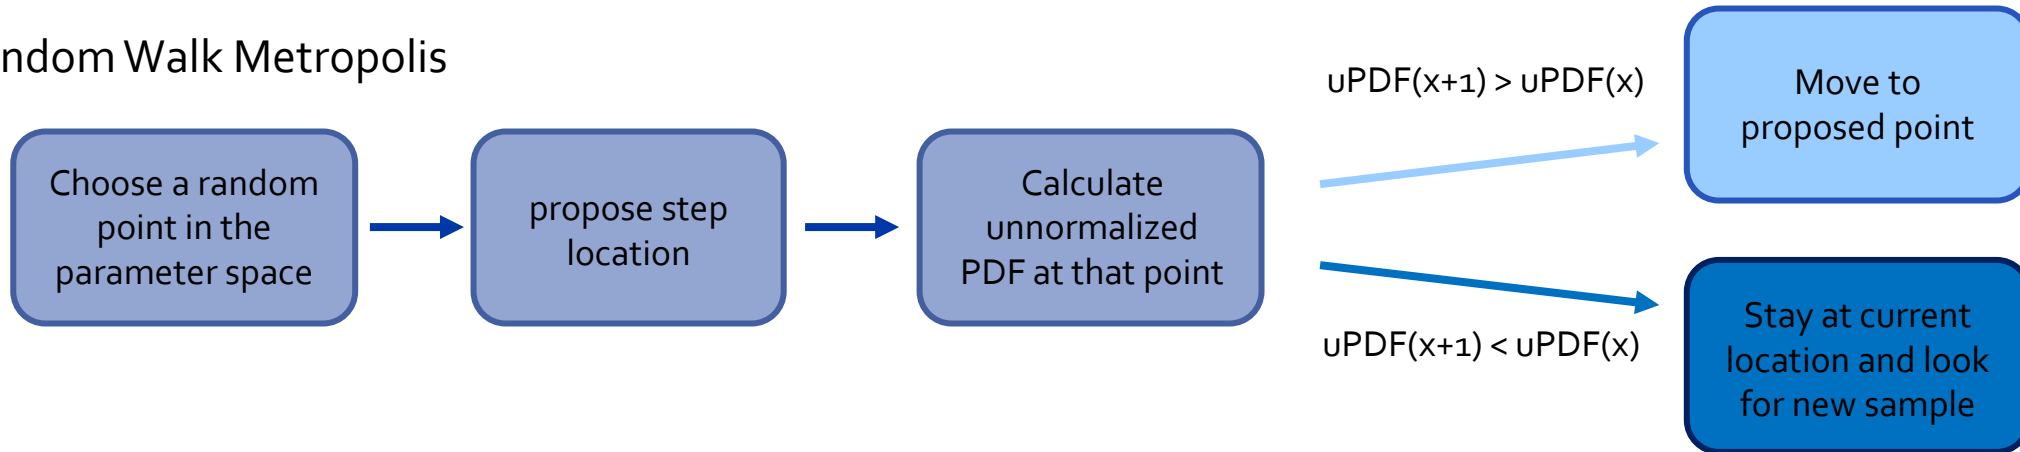 ndom Walk Metropolis
Choose a random
point in the
parameter space
propose step
location
Calculate
unnormalized
PDF at that point
uPDF(x+1) > uPDF(x)
Move to
proposed point
uPDF(x+1) < uPDF(x)
Stay at current
location and look
for new sample